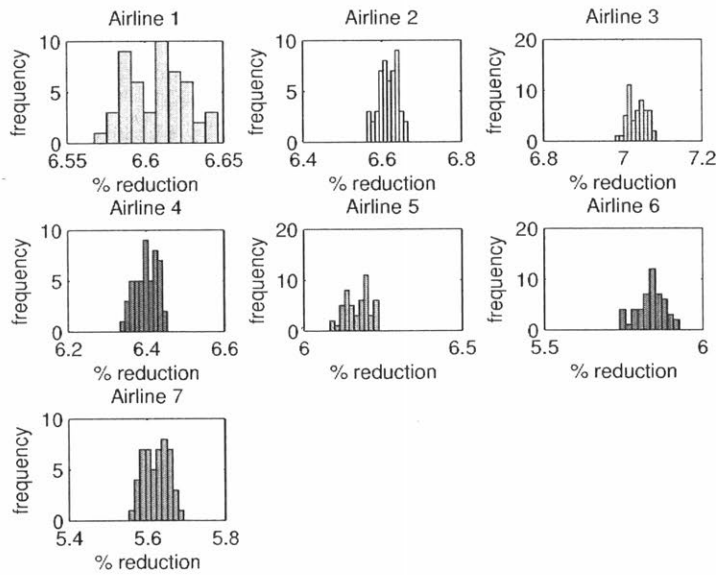 Airline 1
Airline 2
Airline 3
10
5
0
frequency
6.55
6.6
6.65
% reduction
10
5
0
frequency
6.4
6.6
6.8
% reduction
20
10
0
frequency
6.8
7
7.2
% reduction
Airline 4
Airline 5
Airline 6
10
5
0
frequency
6.2
6.4
6.6
% reduction
20
10
0
frequency
6
6.5
% reduction
20
10
0
frequency
5.5
6
% reduction
Airline 7
10
5
0
frequency
5.4
5.6
5.8
% reduction